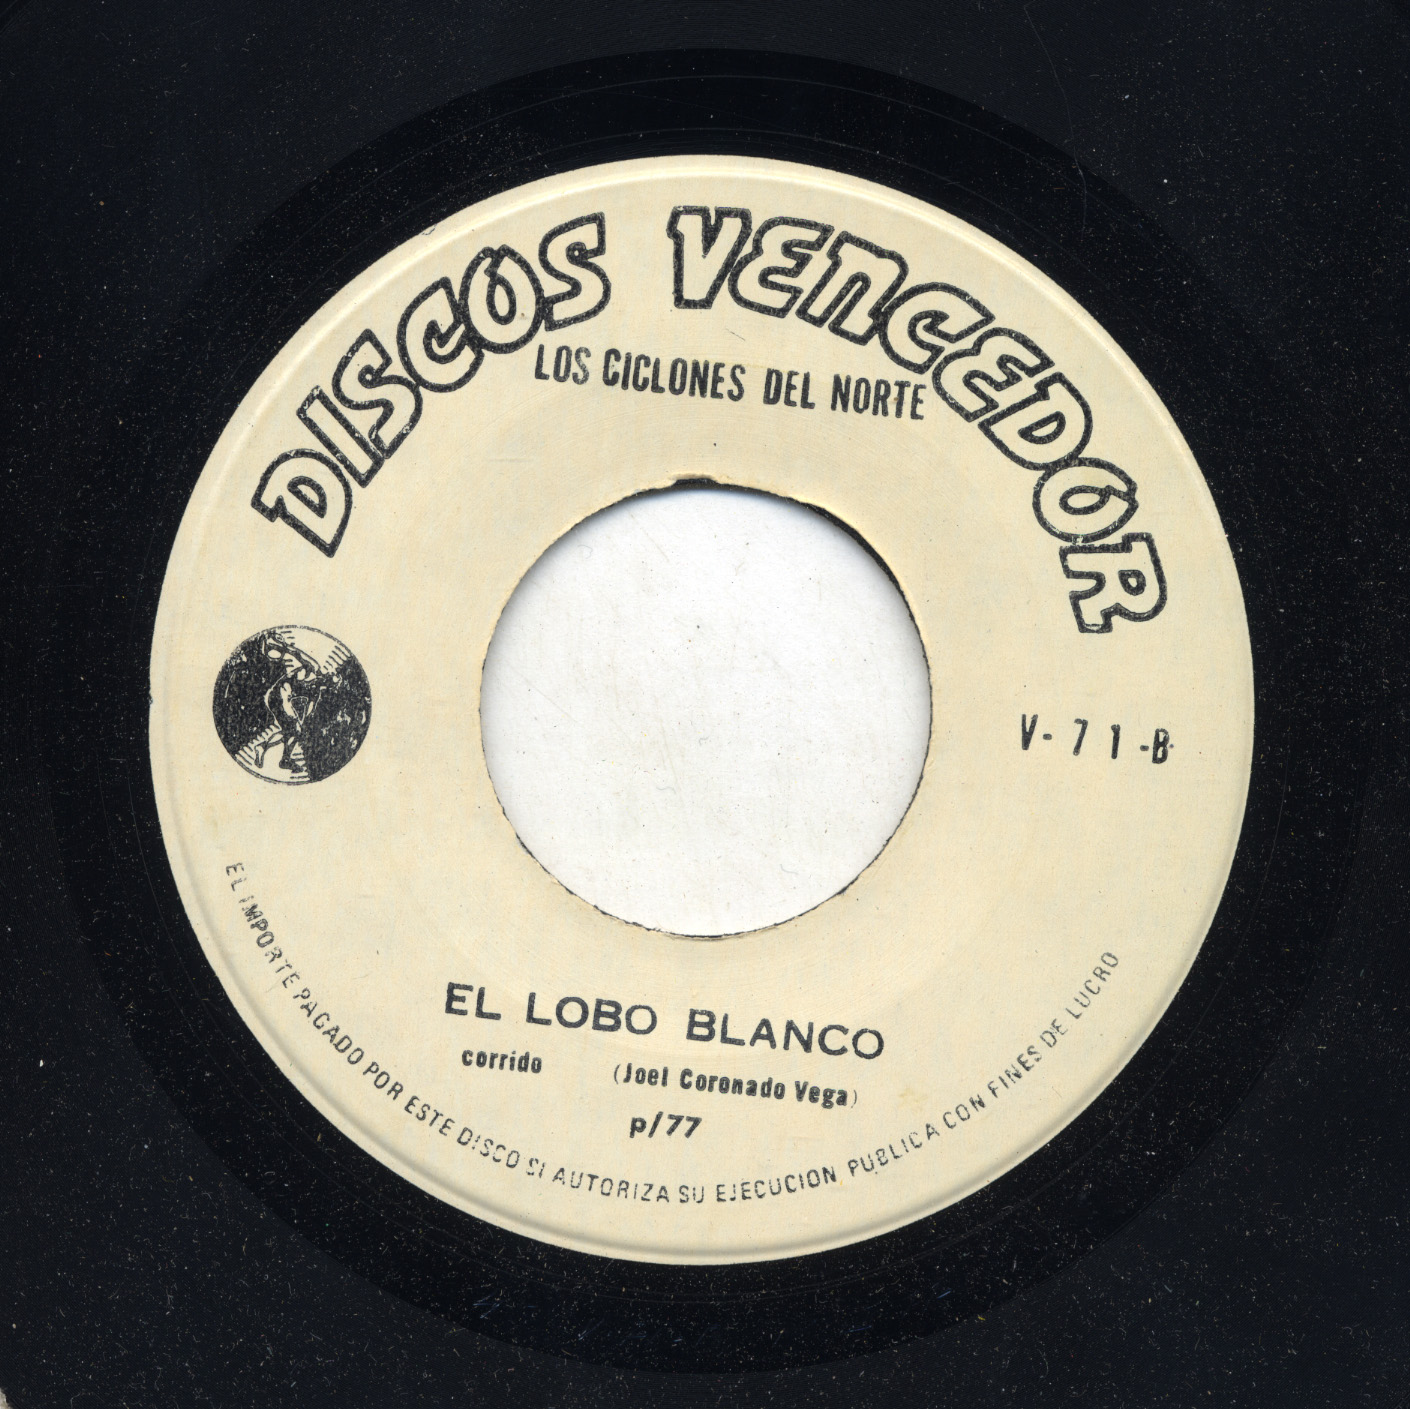 DISCOS VENCEDOR
LOS CICLONES DEL NORTE
V-71-B
EL LOBO BLANCO
corrido (Joel Coronado Vega)
p/77
EL IMPORTE PAGADO POR ESTE DISCO SI AUTORIZA SU EJECUCION PUBLICA CON FINES DE LUCRO